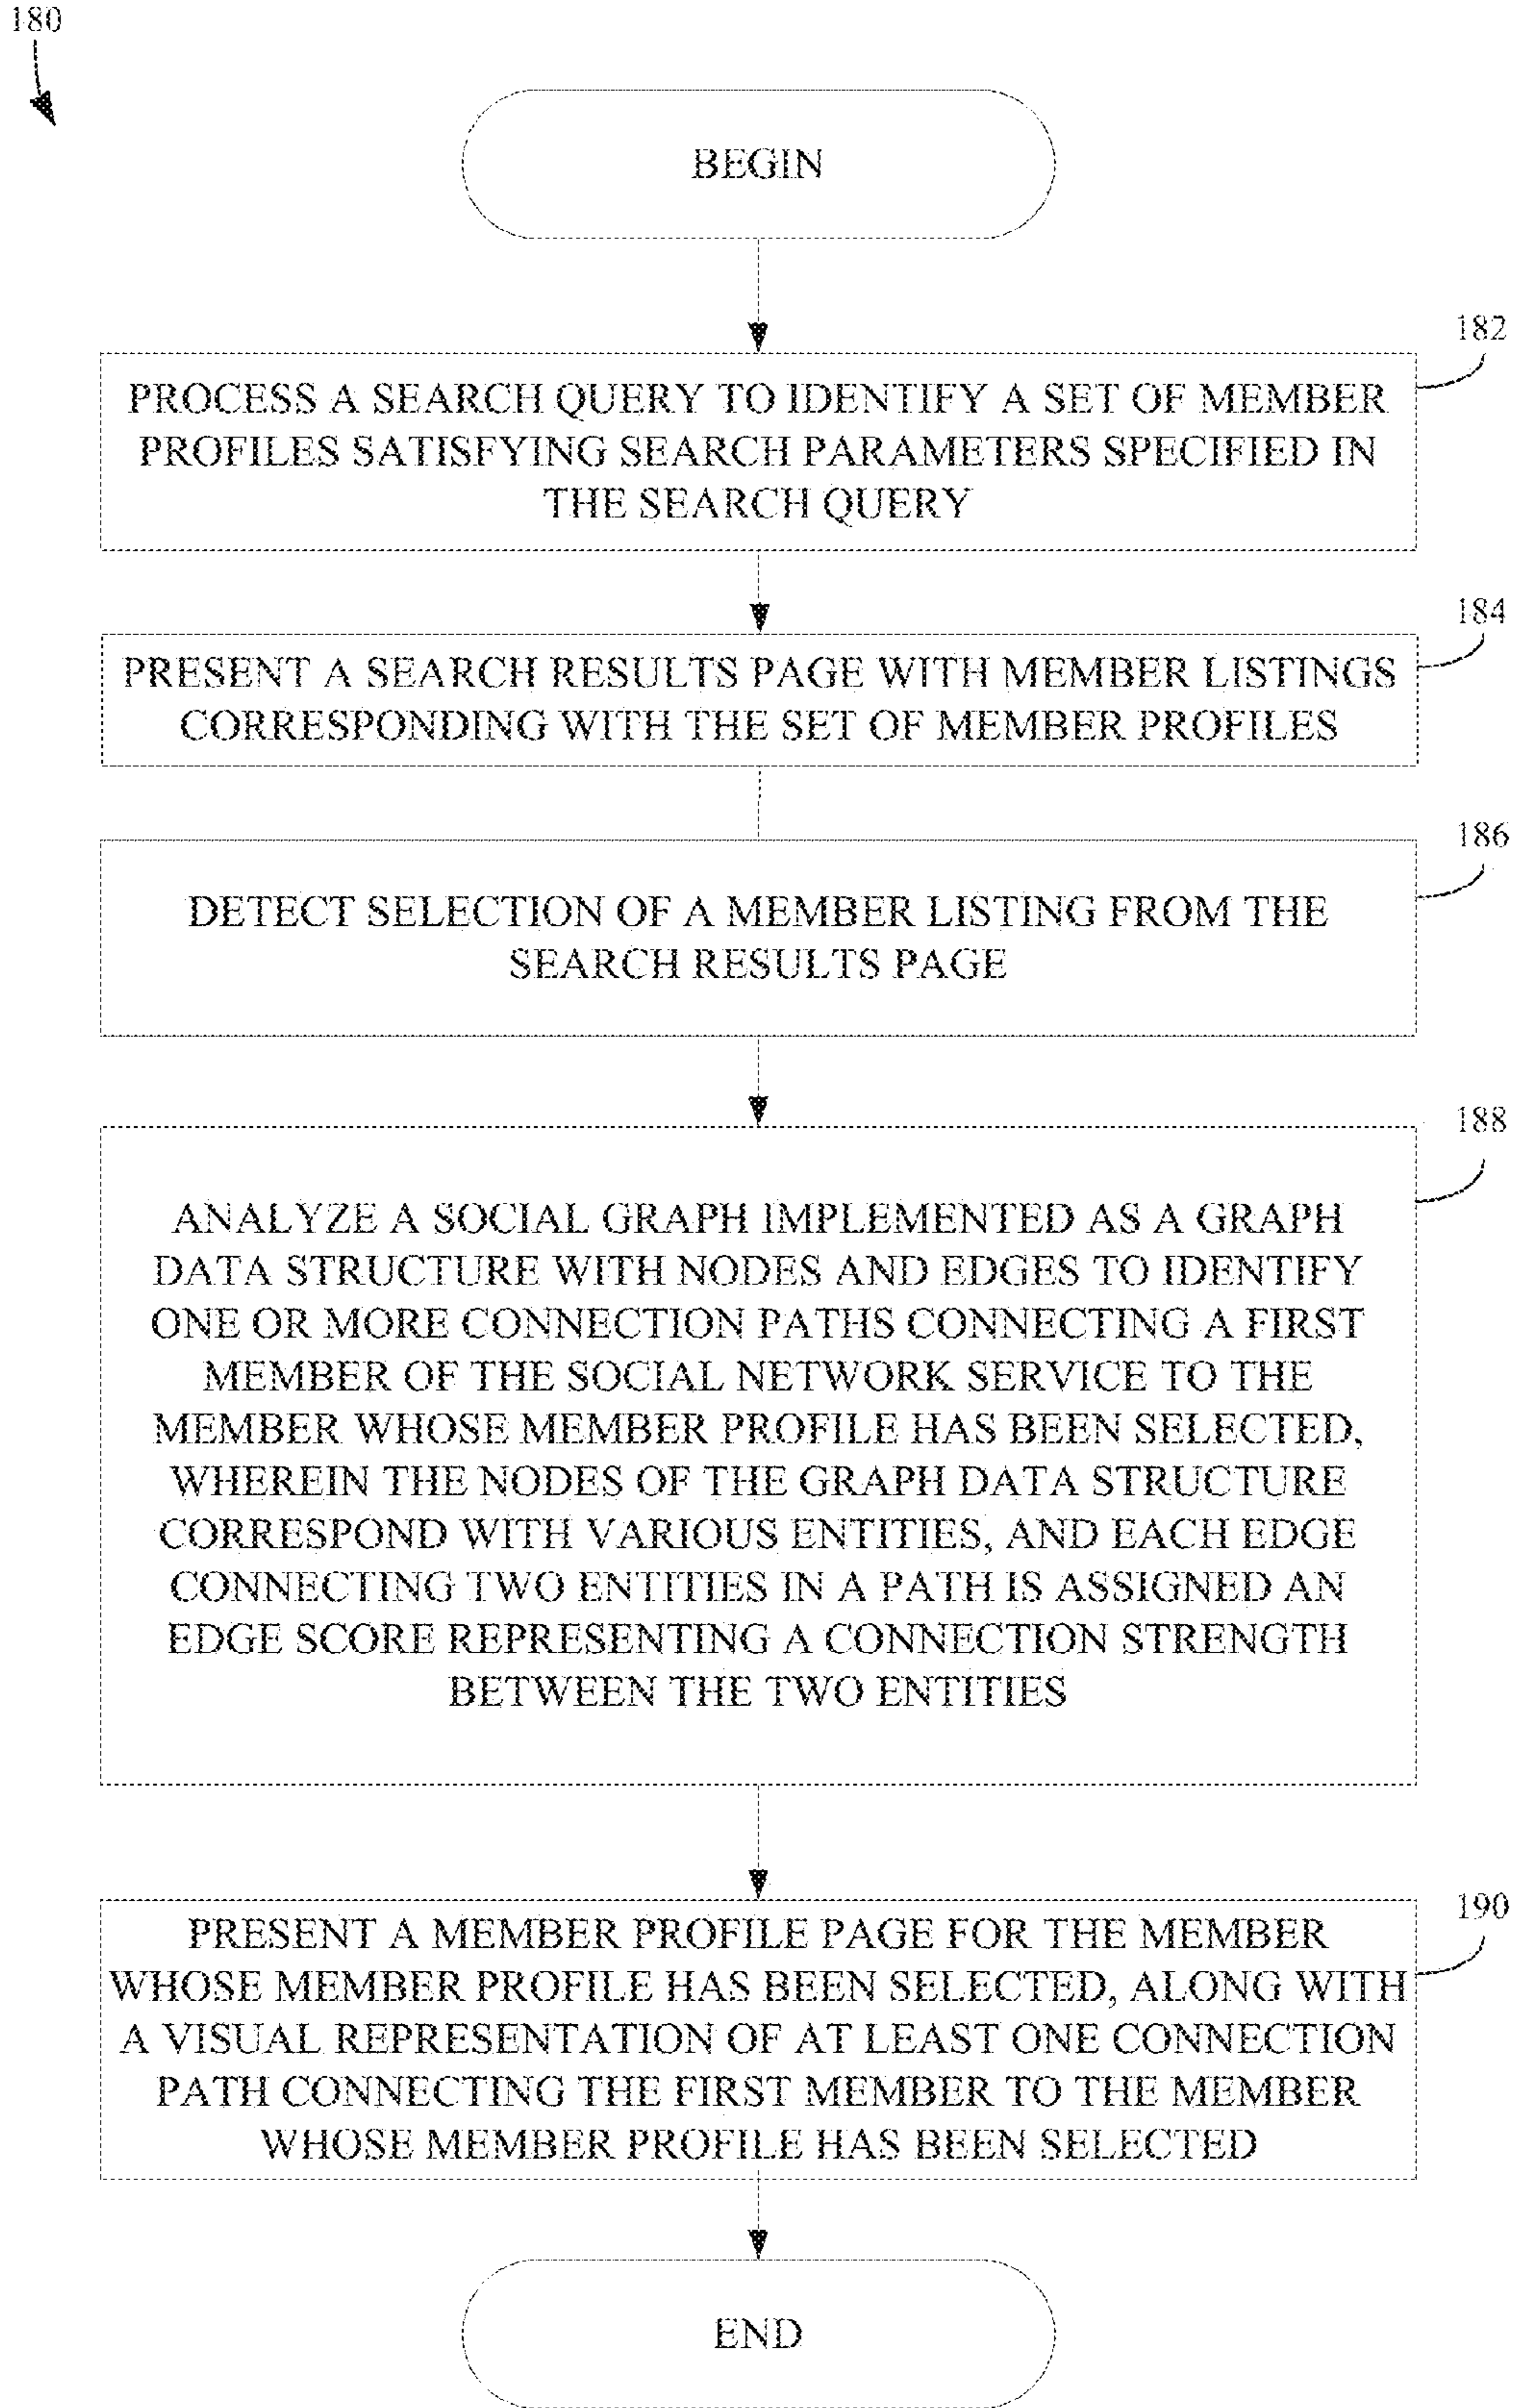 180
BEGIN
182
PROCESS A SEARCH QUERY TO IDENTIFY A SET OF MEMBER
PROFILES SATISFYING SEARCH PARAMETERS SPECIFIED IN
THE SEARCH QUERY
184
PRESENT A SEARCH RESULTS PAGE WITH MEMBER LISTINGS
CORRESPONDING WITH THE SET OF MEMBER PROFILES
186
DETECT SELECTION OF A MEMBER LISTING FROM THE
SEARCH RESULTS PAGE
188
ANALYZE A SOCIAL GRAPH IMPLEMENTED AS A GRAPH
DATA STRUCTURE WITH NODES AND EDGES TO IDENTIFY
ONE OR MORE CONNECTION PATHS CONNECTING A FIRST
MEMBER OF THE SOCIAL NETWORK SERVICE TO THE
MEMBER WHOSE MEMBER PROFILE HAS BEEN SELECTED,
WHEREIN THE NODES OF THE GRAPH DATA STRUCTURE
CORRESPOND WITH VARIOUS ENTITIES, AND EACH EDGE
CONNECTING TWO ENTITIES IN A PATH IS ASSIGNED AN
EDGE SCORE REPRESENTING A CONNECTION STRENGTH
BETWEEN THE TWO ENTITIES
190
PRESENT A MEMBER PROFILE PAGE FOR THE MEMBER
WHOSE MEMBER PROFILE HAS BEEN SELECTED, ALONG WITH
A VISUAL REPRESENTATION OF AT LEAST ONE CONNECTION
PATH CONNECTING THE FIRST MEMBER TO THE MEMBER
WHOSE MEMBER PROFILE HAS BEEN SELECTED
END